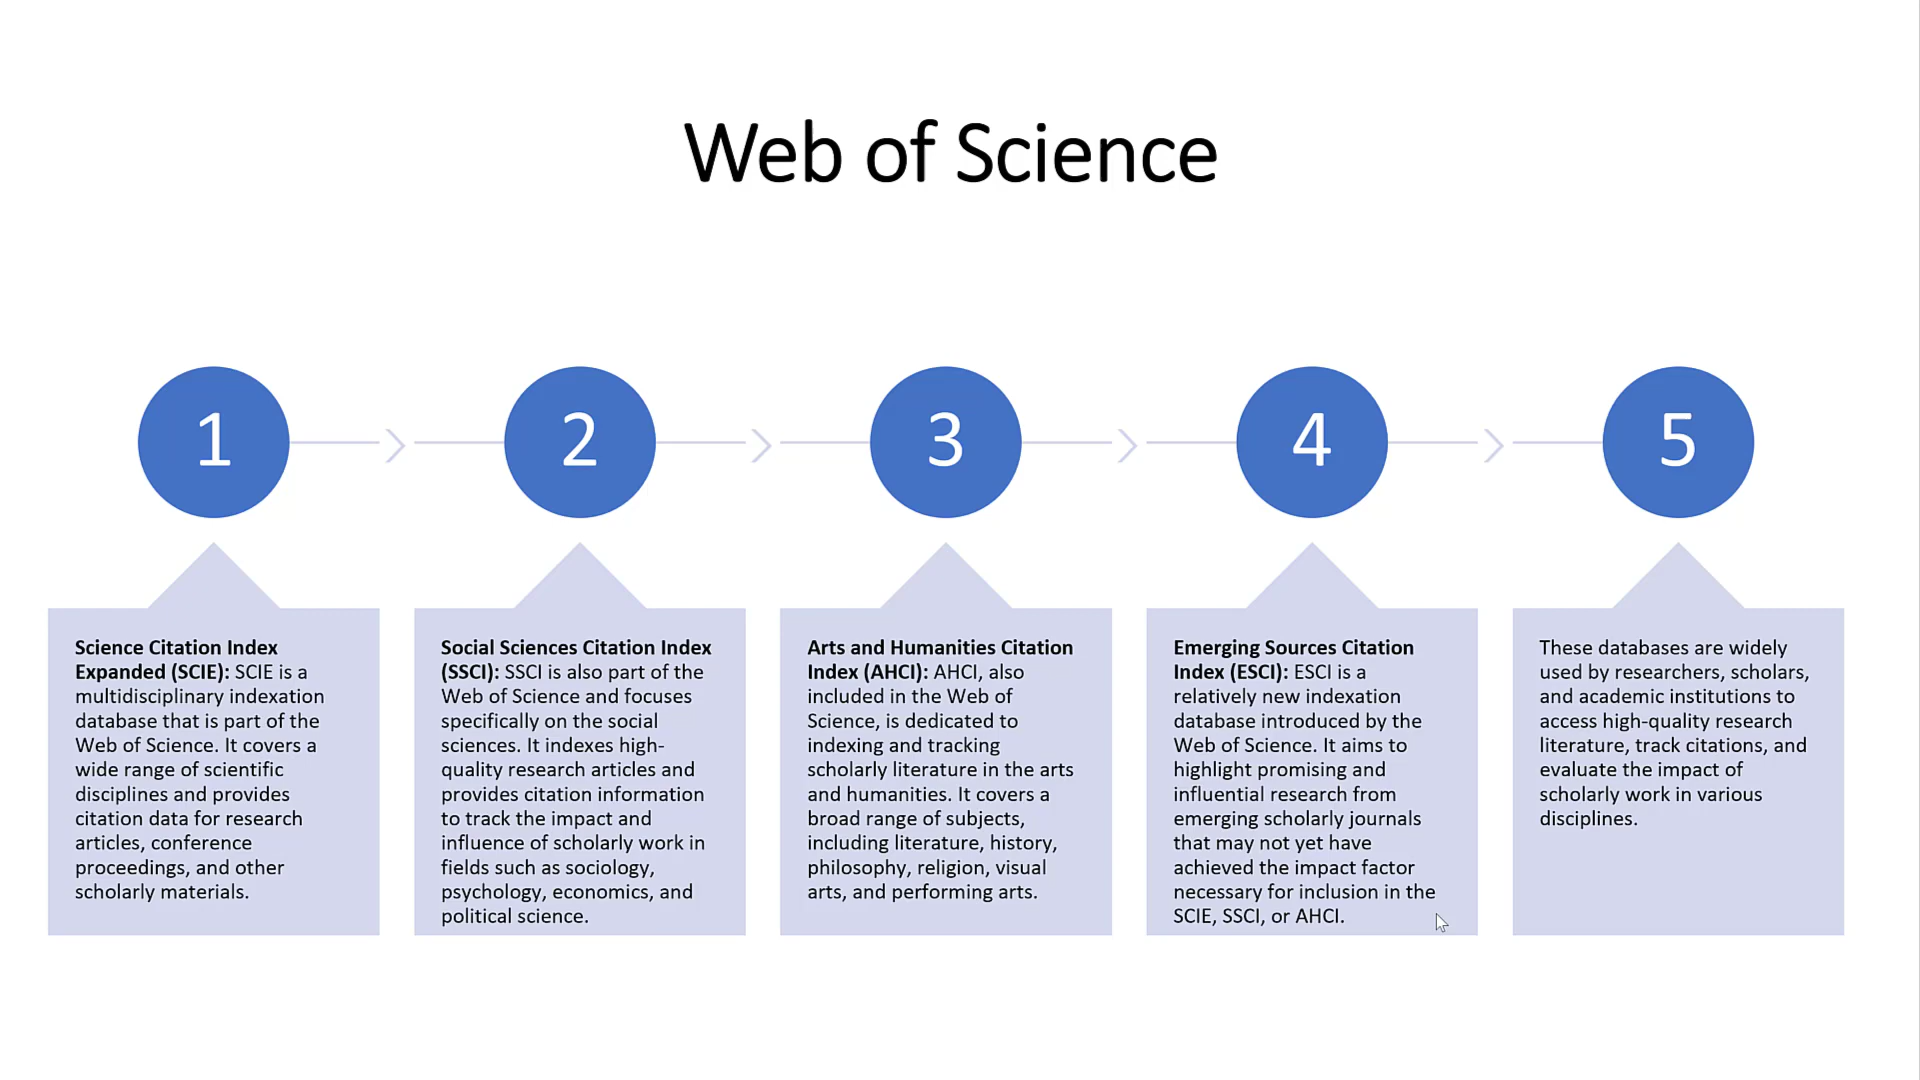 Web of Science
1
2
3
4
5
Science Citation Index
Expanded (SCIE): SCIE is a
multidisciplinary indexation
database that is part of the
Web of Science. It covers a
wide range of scientific
disciplines and provides
citation data for research
articles, conference
proceedings, and other
scholarly materials.
Social Sciences Citation Index
(SSCI): SSCI is also part of the
Web of Science and focuses
specifically on the social
sciences. It indexes high-
quality research articles and
provides citation information
to track the impact and
influence of scholarly work in
fields such as sociology,
psychology, economics, and
political science.
Arts and Humanities Citation
Index (AHCI): AHCI, also
included in the Web of
Science, is dedicated to
indexing and tracking
scholarly literature in the arts
and humanities. It covers a
broad range of subjects,
including literature, history,
philosophy, religion, visual
arts, and performing arts.
Emerging Sources Citation
Index (ESCI): ESCI is a
relatively new indexation
database introduced by the
Web of Science. It aims to
highlight promising and
influential research from
emerging scholarly journals
that may not yet have
achieved the impact factor
necessary for inclusion in the
SCIE, SSCI, or AHCI.
These databases are widely
used by researchers, scholars,
and academic institutions to
access high-quality research
literature, track citations, and
evaluate the impact of
scholarly work in various
disciplines.